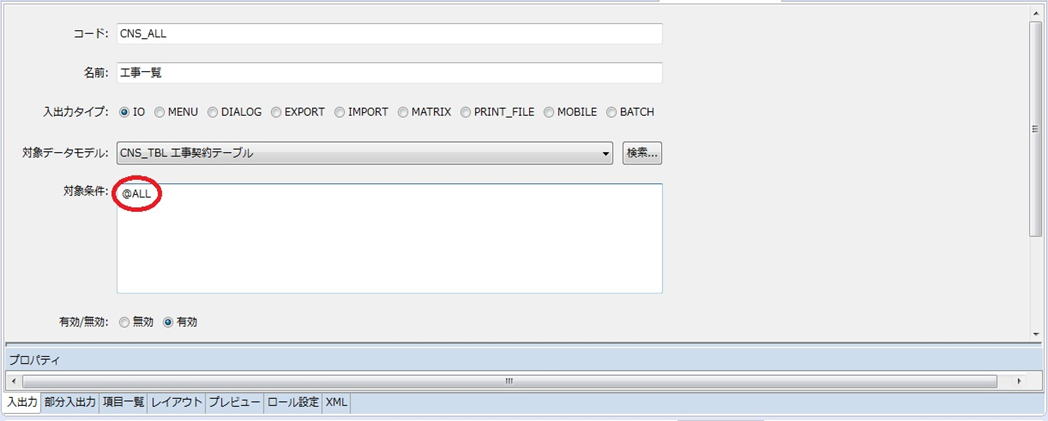 コード: CNS_ALL
名前: 工事一覧
入出力タイプ: IO MENU DIALOG EXPORT IMPORT MATRIX PRINT_FILE MOBILE BATCH
対象データモデル: CNS_TBL 工事契約テーブル 検索...
対象条件: @ALL
有効/無効: 無効 有効
プロパティ
入出力 部分入出力 項目一覧 レイアウト プレビュー ロール設定 XML